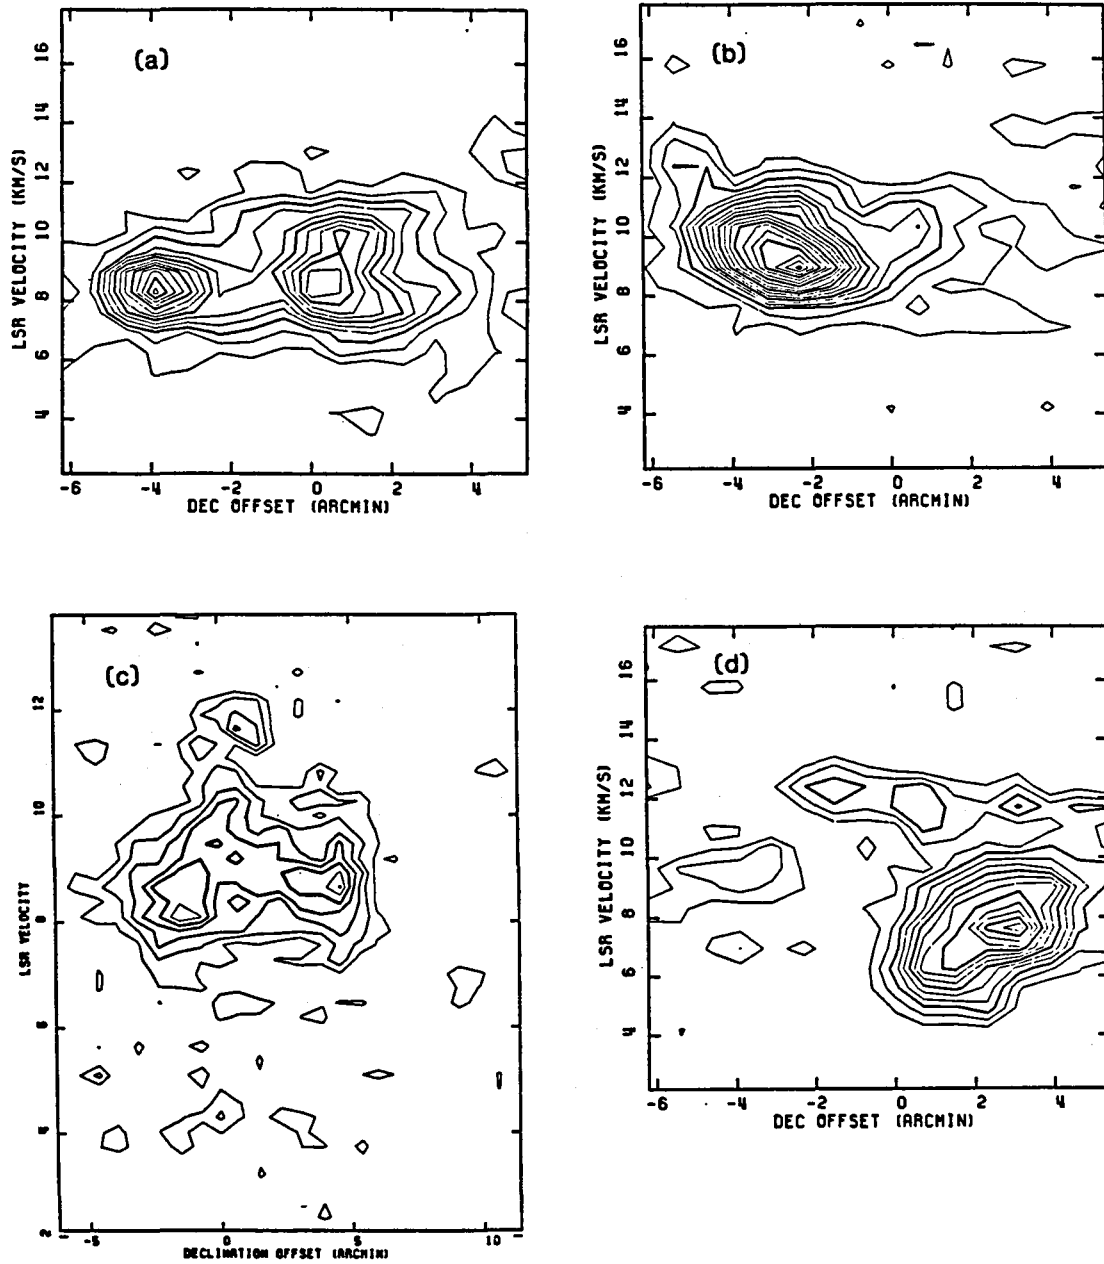 (a)
LSR VELOCITY (KM/S)
16
14
12
10
8
6
4
-6 -4 -2 0 2 4
DEC OFFSET (ARCMIN)
(b)
LSR VELOCITY (KM/S)
16
14
12
10
8
6
4
-6 -4 -2 0 2 4
DEC OFFSET (ARCMIN)
(c)
LSR VELOCITY
12
10
8
6
4
2
-5 0 5 10
DECLINATION OFFSET (ARCMIN)
(d)
LSR VELOCITY (KM/S)
16
14
12
10
8
6
4
-6 -4 -2 0 2 4
DEC OFFSET (ARCMIN)